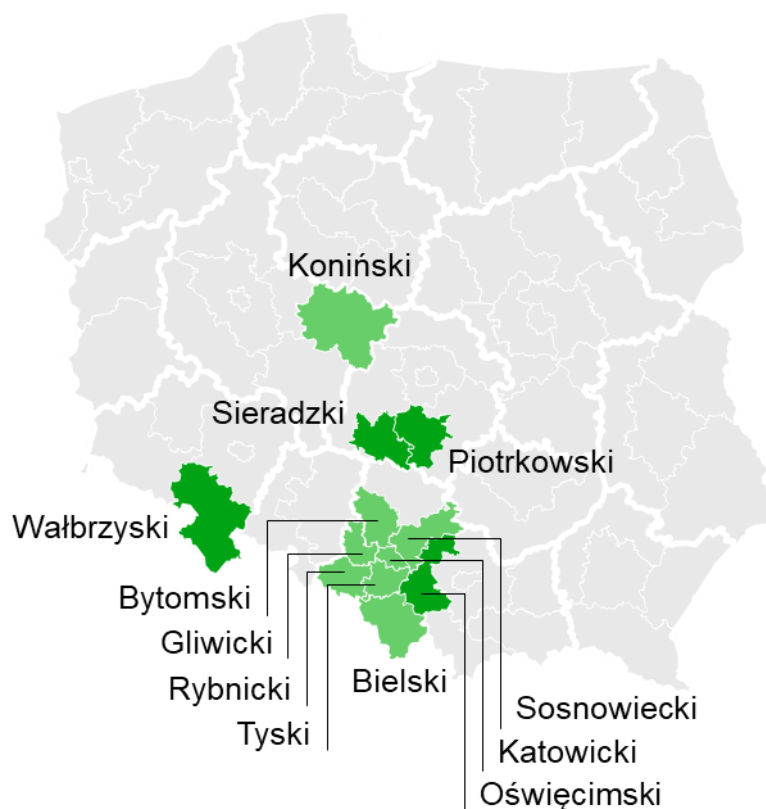 Koniński
Sieradzki
Piotrkowski
Wałbrzyski
Bytomski
Gliwicki
Rybnicki
Bielski
Tyski
Sosnowiecki
Katowicki
Oświęcimski